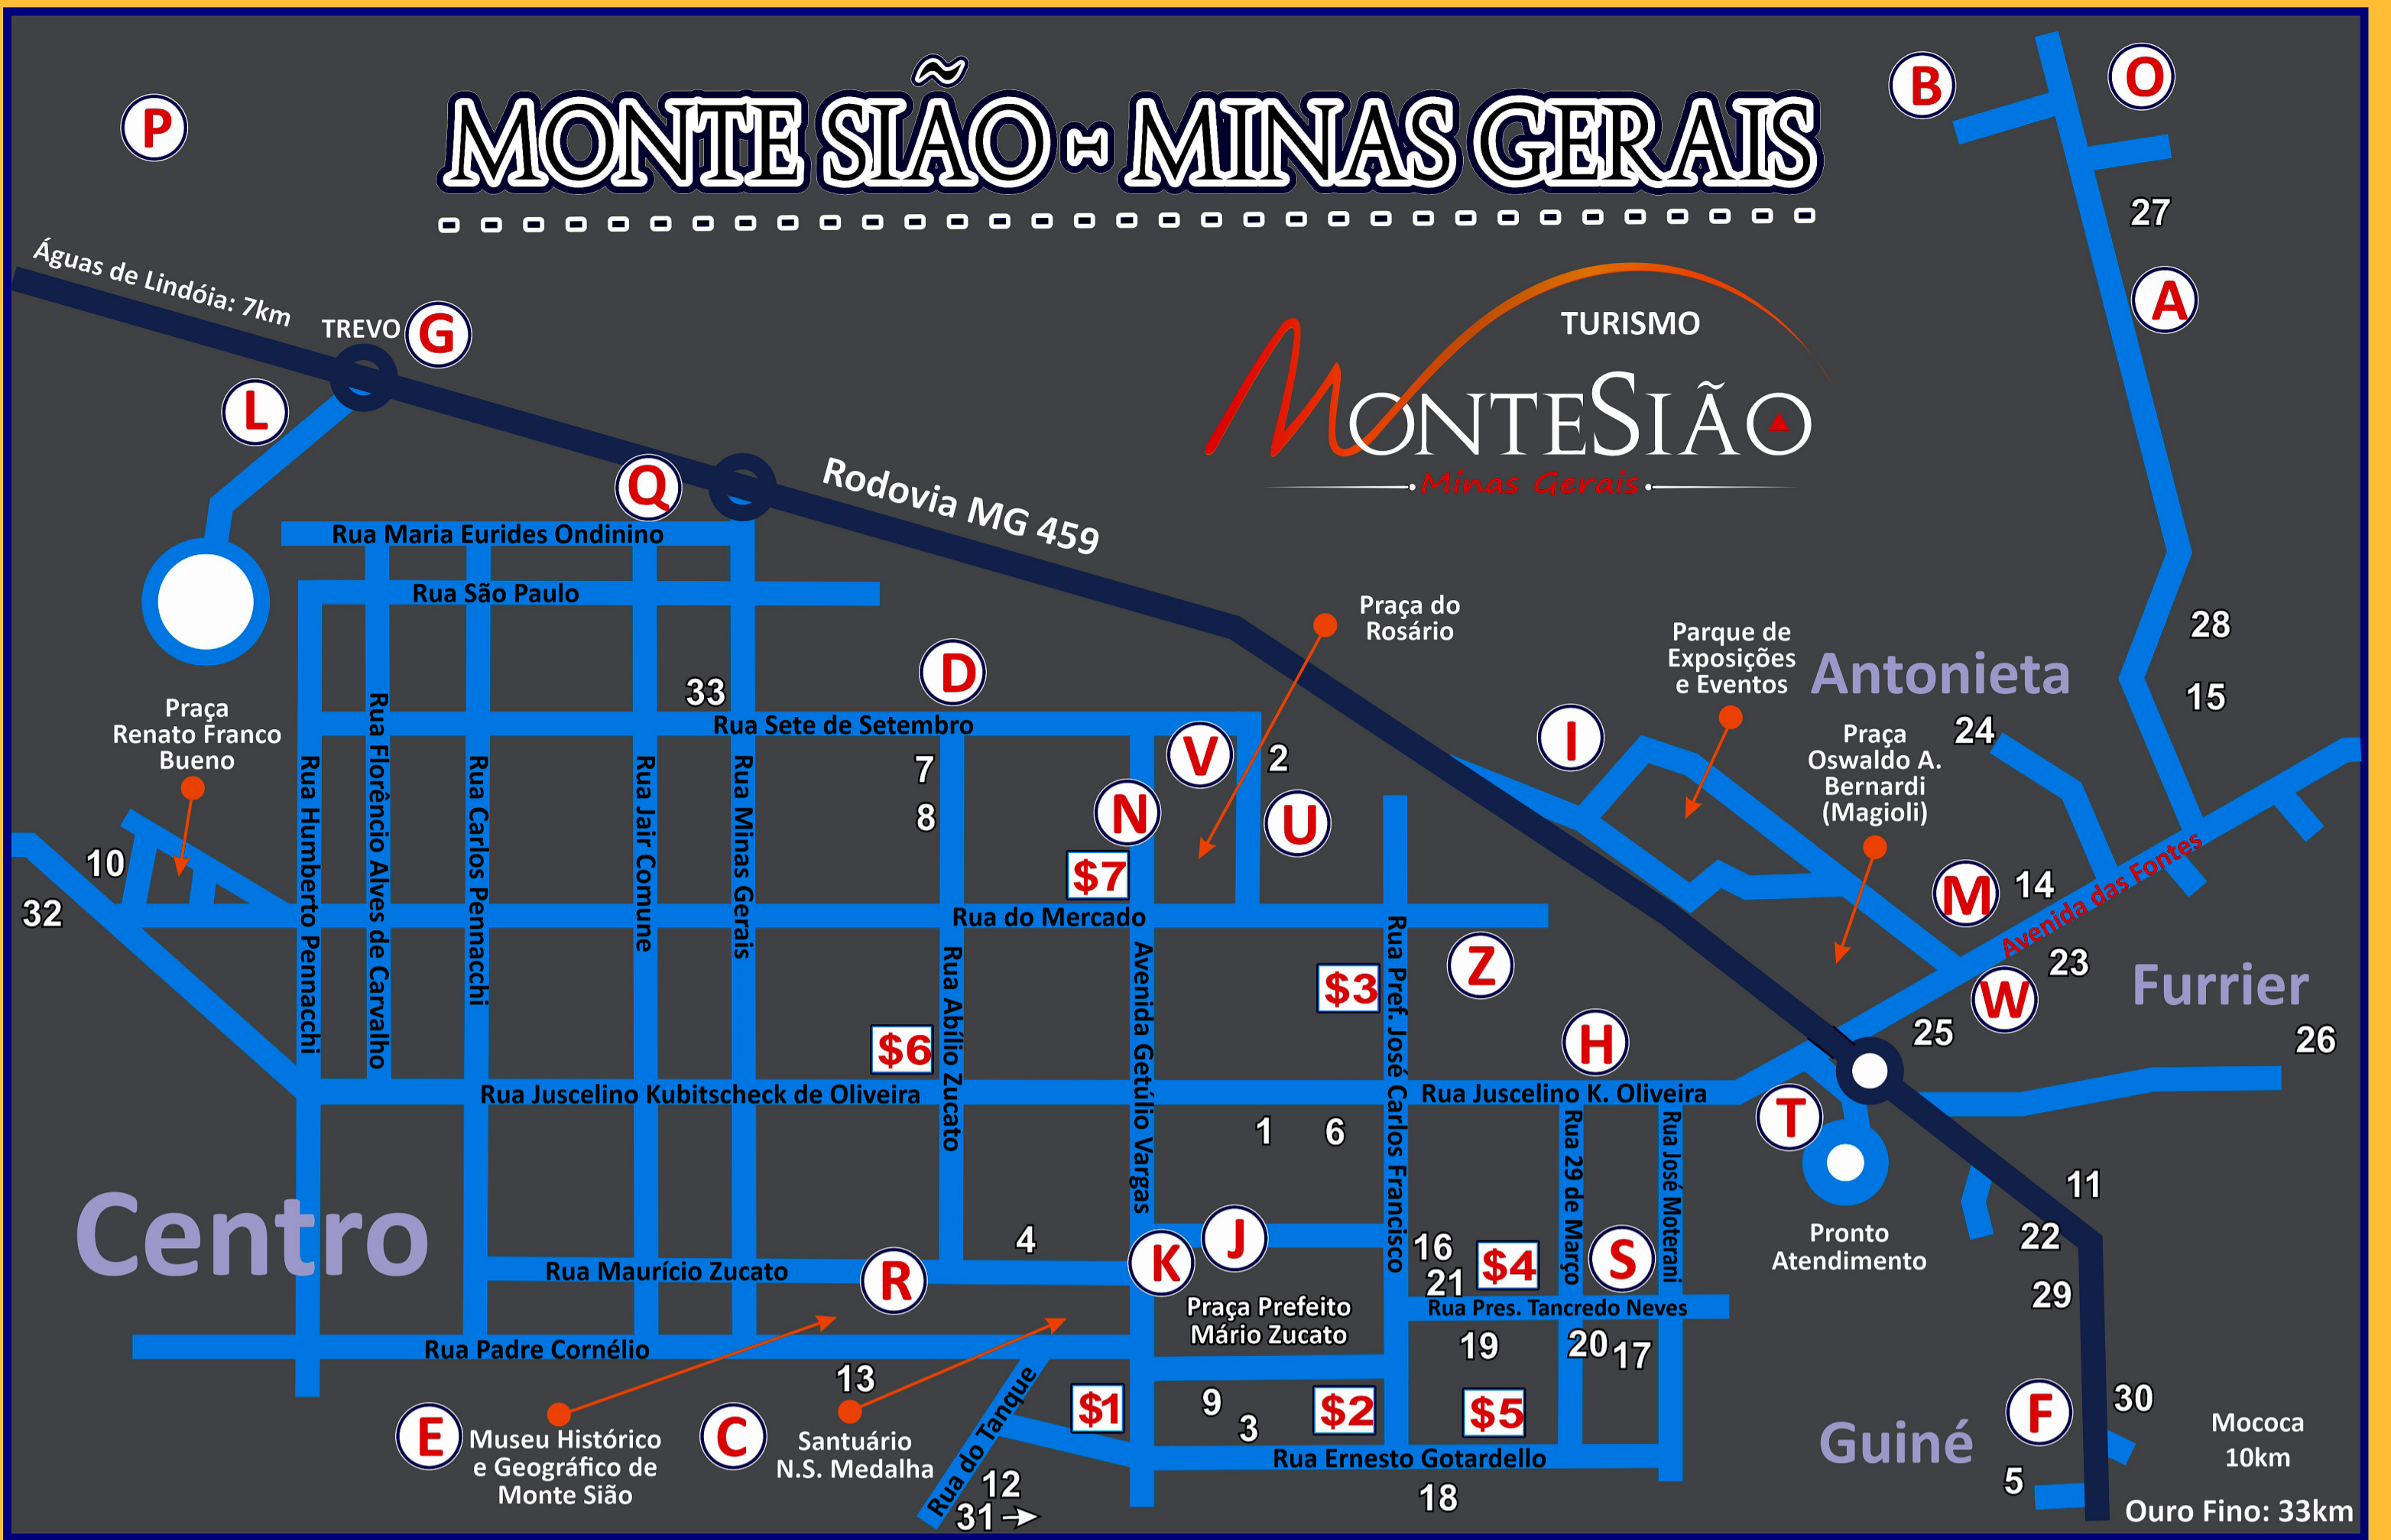 MONTE SIÃO - MINAS GERAIS
P
B
O
27
A
Águas de Lindóia: 7km
TREVO
G
L
TURISMO
MONTESIÃO
Minas Gerais
Q
Rodovia MG 459
Rua Maria Eurides Ondinino
Rua São Paulo
Praça do
Rosário
Parque de
Exposições
e Eventos
Antonieta
28
15
24
D
33
Rua Sete de Setembro
Praça
Renato Franco
Bueno
Praça
Oswaldo A.
Bernardi
(Magioli)
I
V
2
7
8
N
U
$7
10
32
M
14
Avenida das Fontes
23
W
25
Furrier
26
Rua Humberto Pennacchi
Rua Florêncio Alves de Carvalho
Rua Carlos Pennacchi
Rua Jair Comune
Rua Minas Gerais
Rua do Mercado
Rua Abílio Zucato
Avenida Getúlio Vargas
Rua Pref. José Carlos Francisco
Z
$3
H
$6
Rua Juscelino Kubitscheck de Oliveira
Rua Juscelino K. Oliveira
T
1
6
Rua 29 de Março
Rua José Moterani
11
22
29
Pronto
Atendimento
Centro
4
J
K
R
Rua Maurício Zucato
16
21
$4
S
Praça Prefeito
Mário Zucato
Rua Pres. Tancredo Neves
Rua Padre Cornélio
19
20
17
13
Rua do Tanque
$1
9
3
$2
$5
E
Museu Histórico
e Geográfico de
Monte Sião
C
Santuário
N.S. Medalha
Rua Ernesto Gotardello
12
31
18
Guiné
F
30
5
Mococa
10km
Ouro Fino: 33km